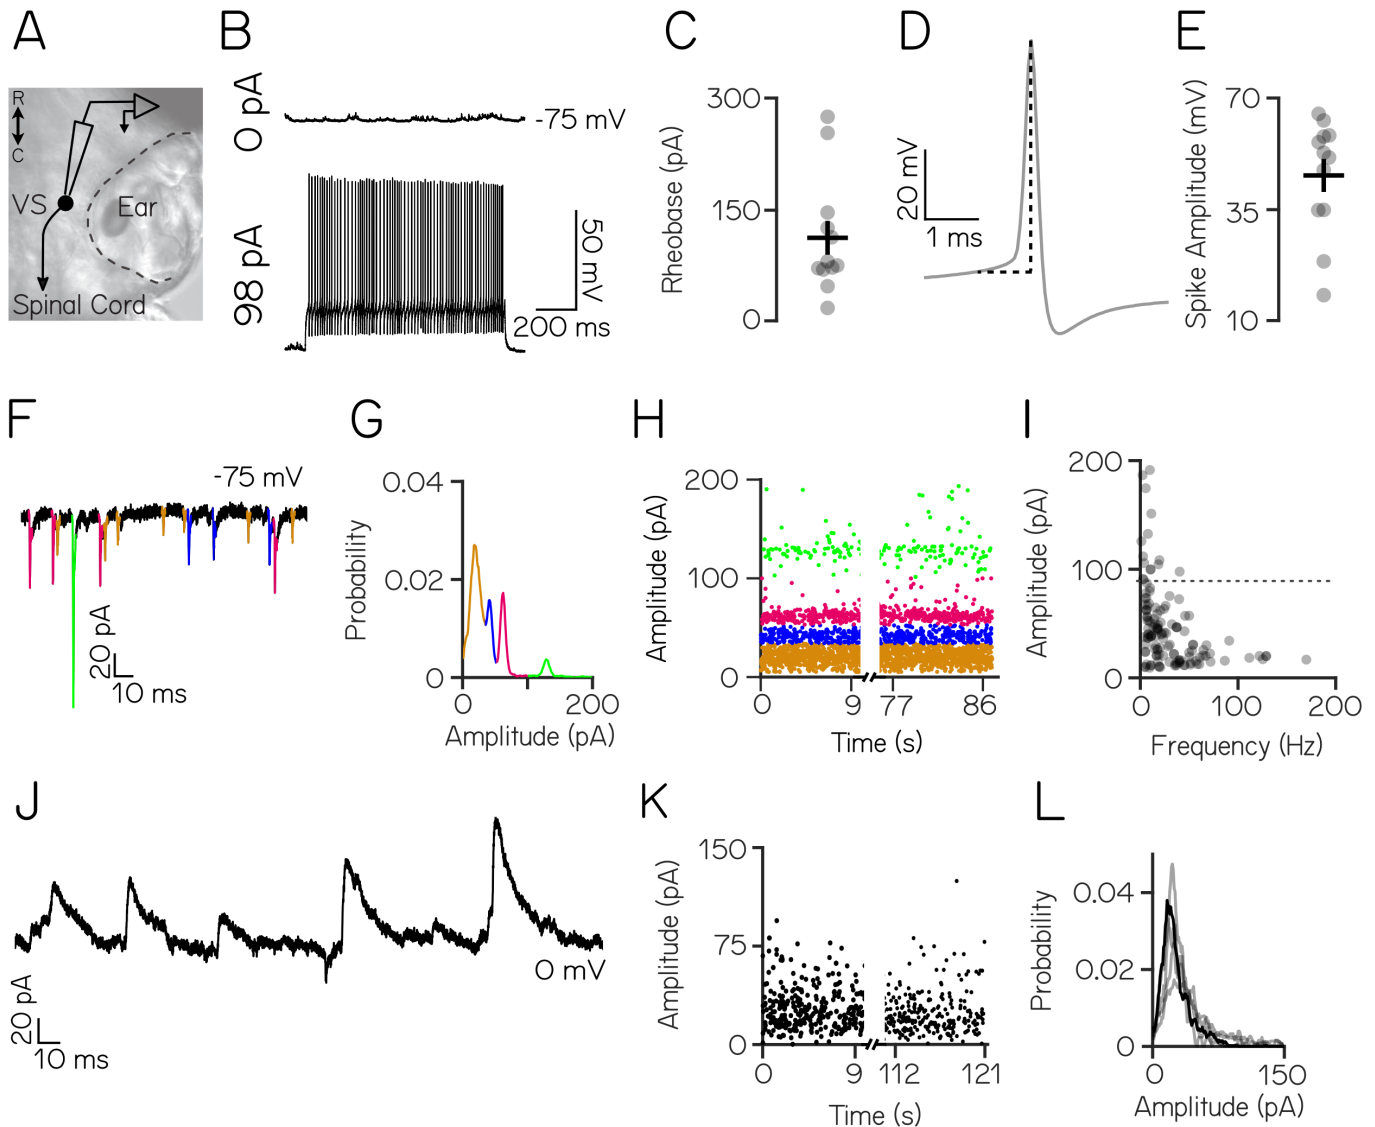 A
R
C
VS
Ear
Spinal Cord
B
0 pA
-75 mV
98 pA
50 mV
200 ms
C
Rheobase (pA)
300
150
0
D
20 mV
1 ms
E
Spike Amplitude (mV)
70
35
10
F
-75 mV
20 pA
10 ms
G
Probability
0.04
0.02
0
0
200
Amplitude (pA)
H
Amplitude (pA)
200
100
0
0
9
77
86
Time (s)
I
Amplitude (pA)
200
100
0
0
100
200
Frequency (Hz)
J
0 mV
20 pA
10 ms
K
Amplitude (pA)
150
75
0
0
9
112
121
Time (s)
L
Probability
0.04
0.02
0
0
150
Amplitude (pA)